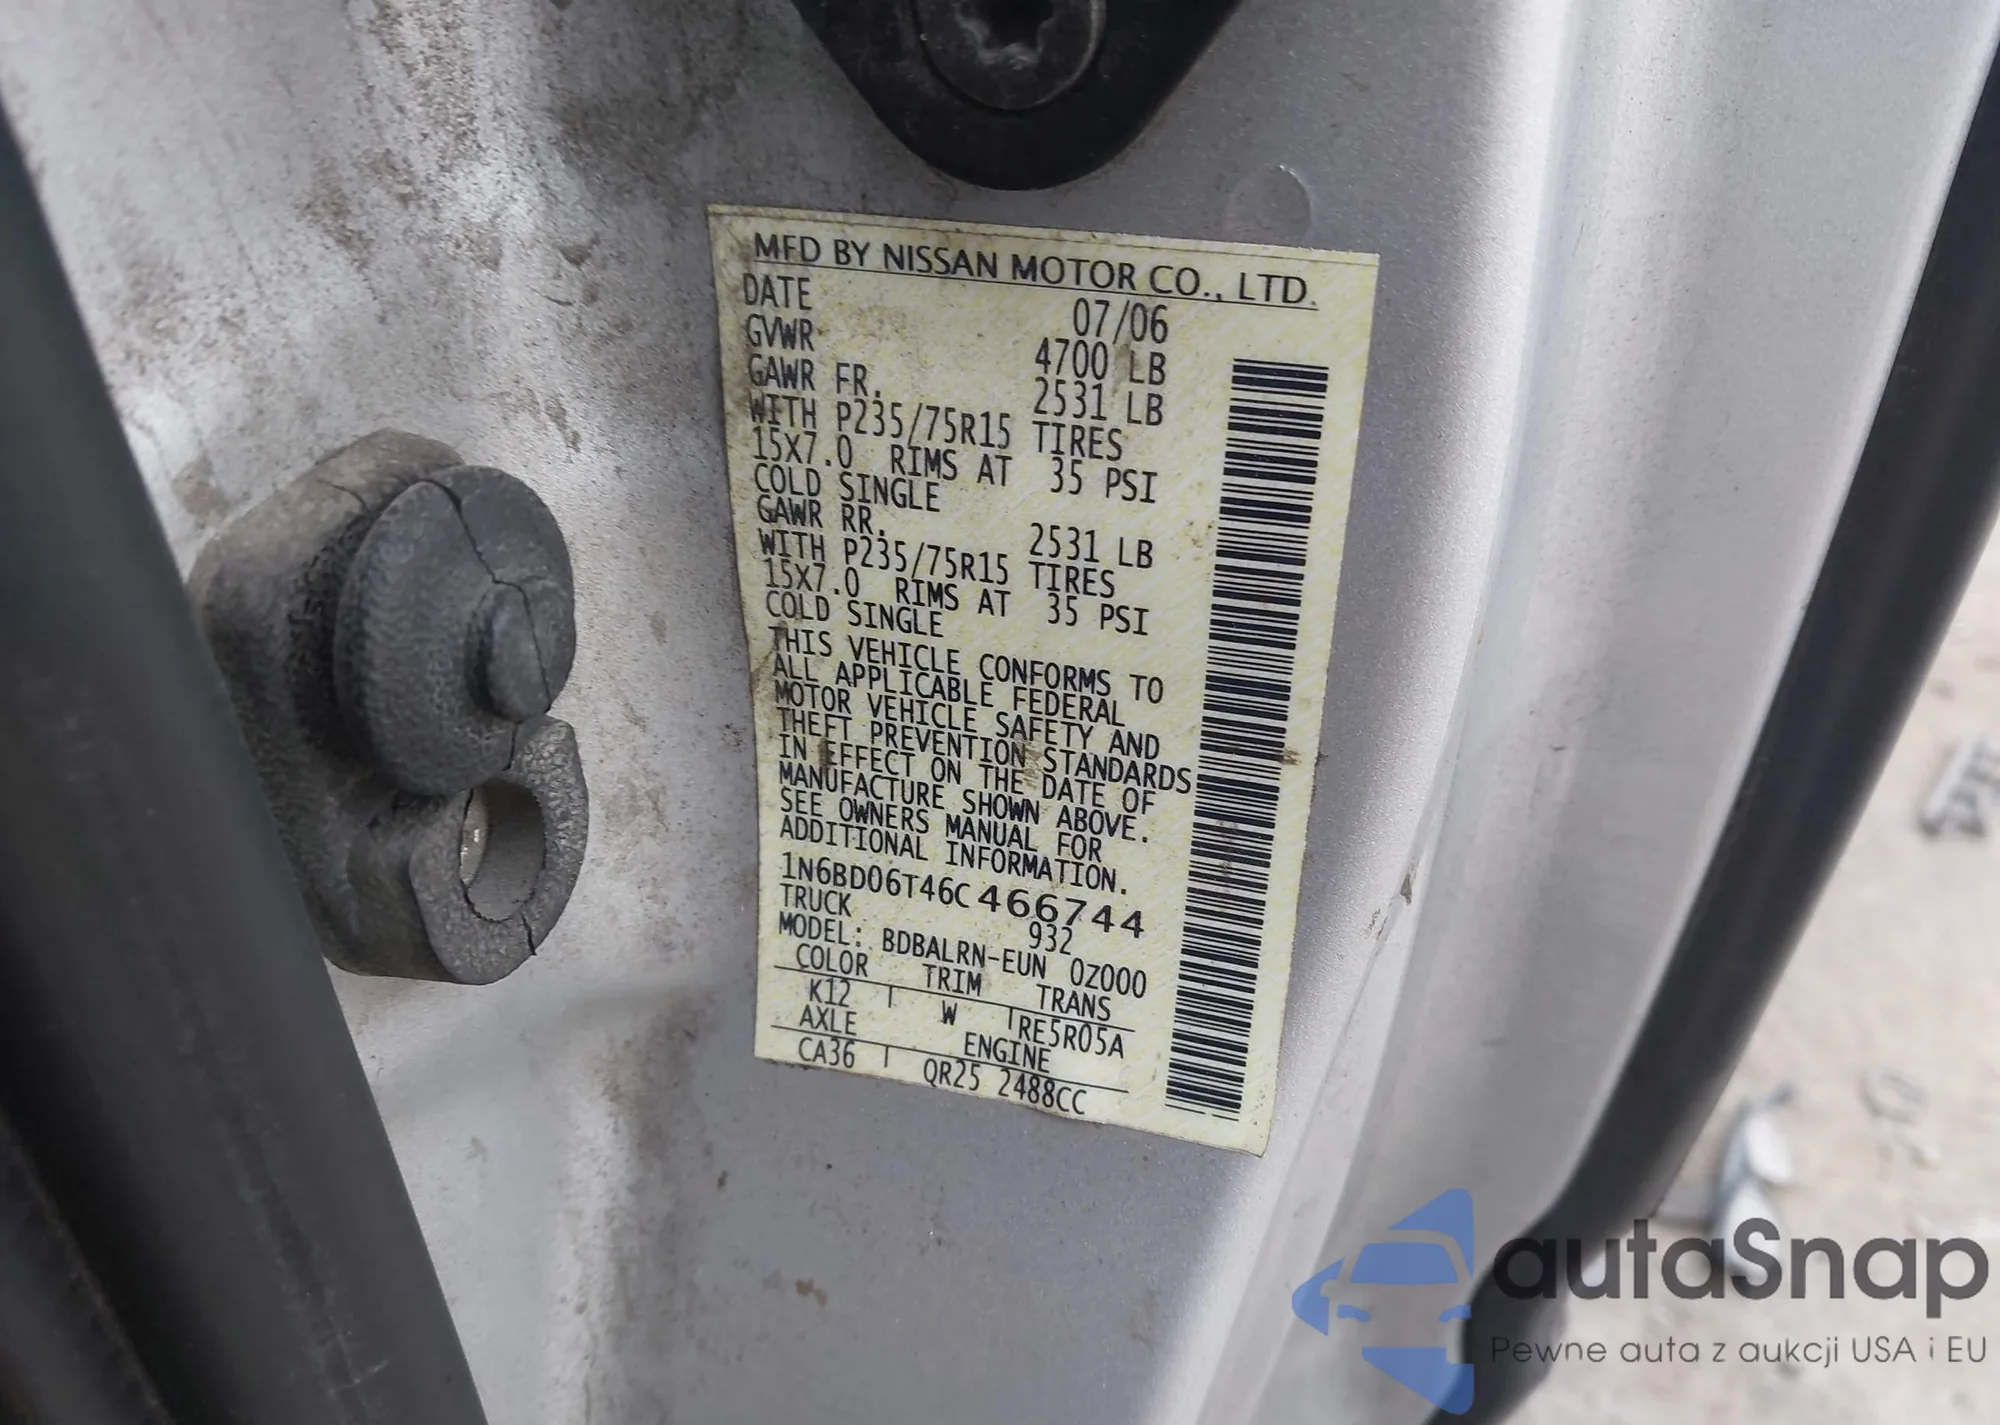 MFD BY NISSAN MOTOR CO., LTD.
DATE 07/06
GVWR 4700 LB
GAWR FR. 2531 LB
WITH P235/75R15 TIRES
15X7.0 RIMS AT 35 PSI
COLD SINGLE
GAWR RR. 2531 LB
WITH P235/75R15 TIRES
15X7.0 RIMS AT 35 PSI
COLD SINGLE
THIS VEHICLE CONFORMS TO
ALL APPLICABLE FEDERAL
MOTOR VEHICLE SAFETY AND
THEFT PREVENTION STANDARDS
IN EFFECT ON THE DATE OF
MANUFACTURE SHOWN ABOVE.
SEE OWNERS MANUAL FOR
ADDITIONAL INFORMATION.
1N6BD06T46C466744
TRUCK 932
MODEL: BDBALRN-EUN 0Z000
COLOR TRIM TRANS
K12 W RE5R05A
AXLE ENGINE
CA36 QR25 2488CC
autaSnap
Pewne auta z aukcji USA i EU